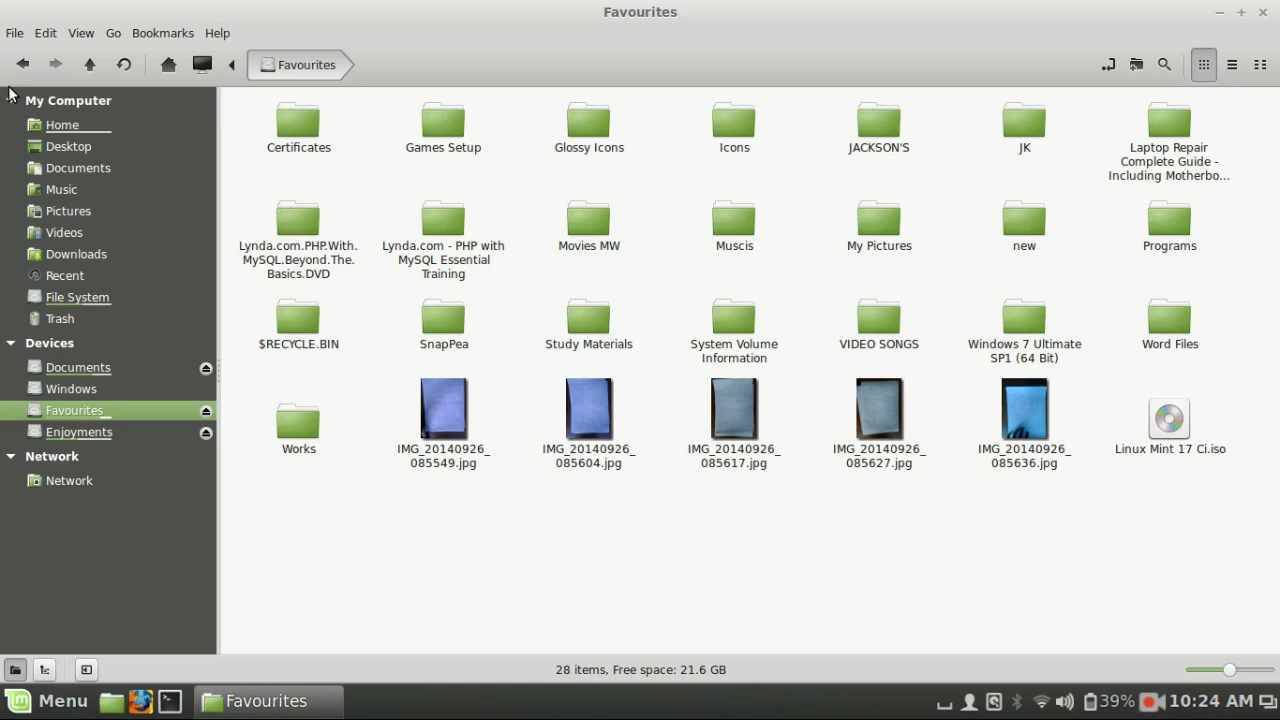 Favourites
File Edit View Go Bookmarks Help
Favourites
My Computer
Home
Desktop
Documents
Music
Pictures
Videos
Downloads
Recent
File System
Trash
Devices
Documents
Windows
Favourites
Enjoyments
Network
Network
Certificates
Games Setup
Glossy Icons
Icons
JACKSON'S
JK
Laptop Repair
Complete Guide -
Including Motherbo...
Lynda.com.PHP.With.
MySQL.Beyond.The.
Basics.DVD
Lynda.com - PHP with
MySQL Essential
Training
Movies MW
Muscis
My Pictures
new
Programs
$RECYCLE.BIN
SnapPea
Study Materials
System Volume
Information
VIDEO SONGS
Windows 7 Ultimate
SP1 (64 Bit)
Word Files
Works
IMG_20140926_
085549.jpg
IMG_20140926_
085604.jpg
IMG_20140926_
085617.jpg
IMG_20140926_
085627.jpg
IMG_20140926_
085636.jpg
Linux Mint 17 Ci.iso
28 items, Free space: 21.6 GB
Menu
Favourites
39%
10:24 AM